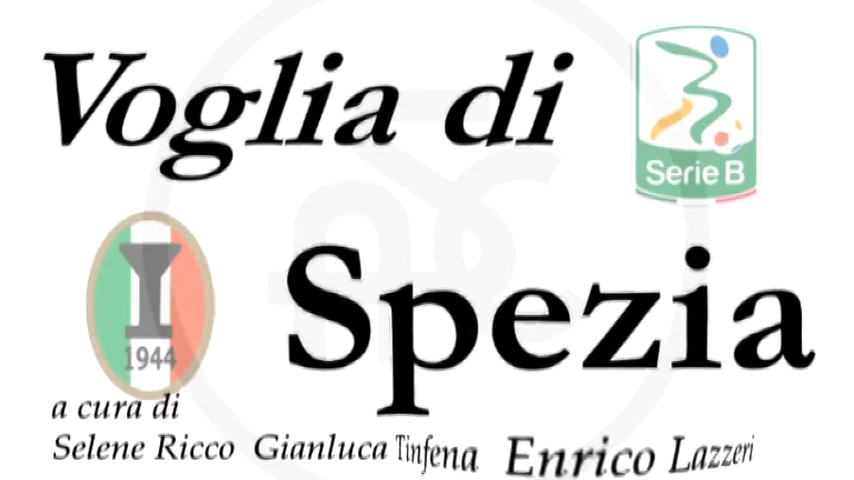 Voglia di
Serie B
Spezia
1944
a cura di
Selene Ricco Gianluca Tinfena Enrico Lazzeri